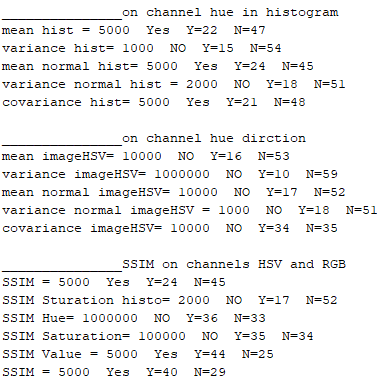 ________________on channel hue in histogram
mean hist = 5000  Yes  Y=22  N=47
variance hist= 1000  NO  Y=15  N=54
mean normal hist= 5000  Yes  Y=24  N=45
variance normal hist = 2000  NO  Y=18  N=51
covariance hist= 5000  Yes  Y=21  N=48
________________on channel hue dirction
mean imageHSV= 10000  NO  Y=16  N=53
variance imageHSV= 1000000  NO  Y=10  N=59
mean normal imageHSV= 10000  NO  Y=17  N=52
variance normal imageHSV = 1000  NO  Y=18  N=51
covariance imageHSV= 10000  NO  Y=34  N=35
________________SSIM on channels HSV and RGB
SSIM = 5000  Yes  Y=24  N=45
SSIM Sturation histo= 2000  NO  Y=17  N=52
SSIM Hue= 1000000  NO  Y=36  N=33
SSIM Saturation= 100000  NO  Y=35  N=34
SSIM Value = 5000  Yes  Y=44  N=25
SSIM = 5000  Yes  Y=40  N=29